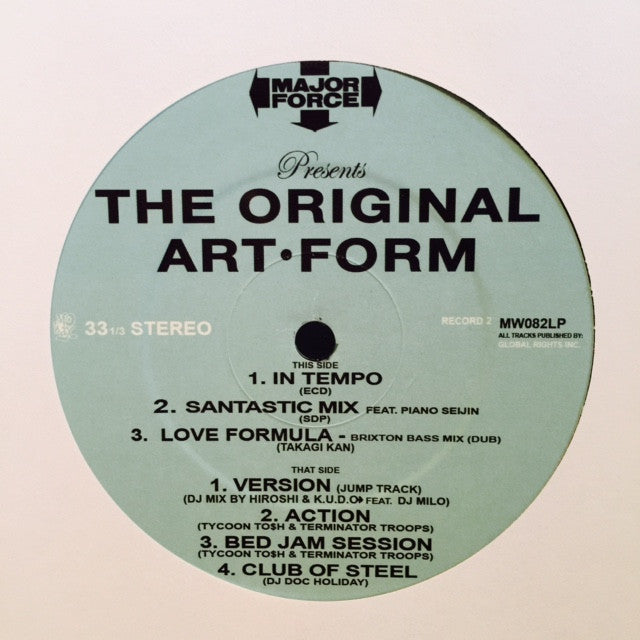 MAJOR
FORCE
Presents
THE ORIGINAL
ART•FORM
33 1/3 STEREO
RECORD 2 MW082LP
ALL TRACKS PUBLISHED BY:
GLOBAL RIGHTS INC.
THIS SIDE
1. IN TEMPO
(ECD)
2. SANTASTIC MIX FEAT. PIANO SEIJIN
(SDP)
3. LOVE FORMULA - BRIXTON BASS MIX (DUB)
(TAKAGI KAN)
THAT SIDE
1. VERSION (JUMP TRACK)
(DJ MIX BY HIROSHI & K.U.D.O FEAT. DJ MILO)
2. ACTION
(TYCOON TO$H & TERMINATOR TROOPS)
3. BED JAM SESSION
(TYCOON TO$H & TERMINATOR TROOPS)
4. CLUB OF STEEL
(DJ DOC HOLIDAY)